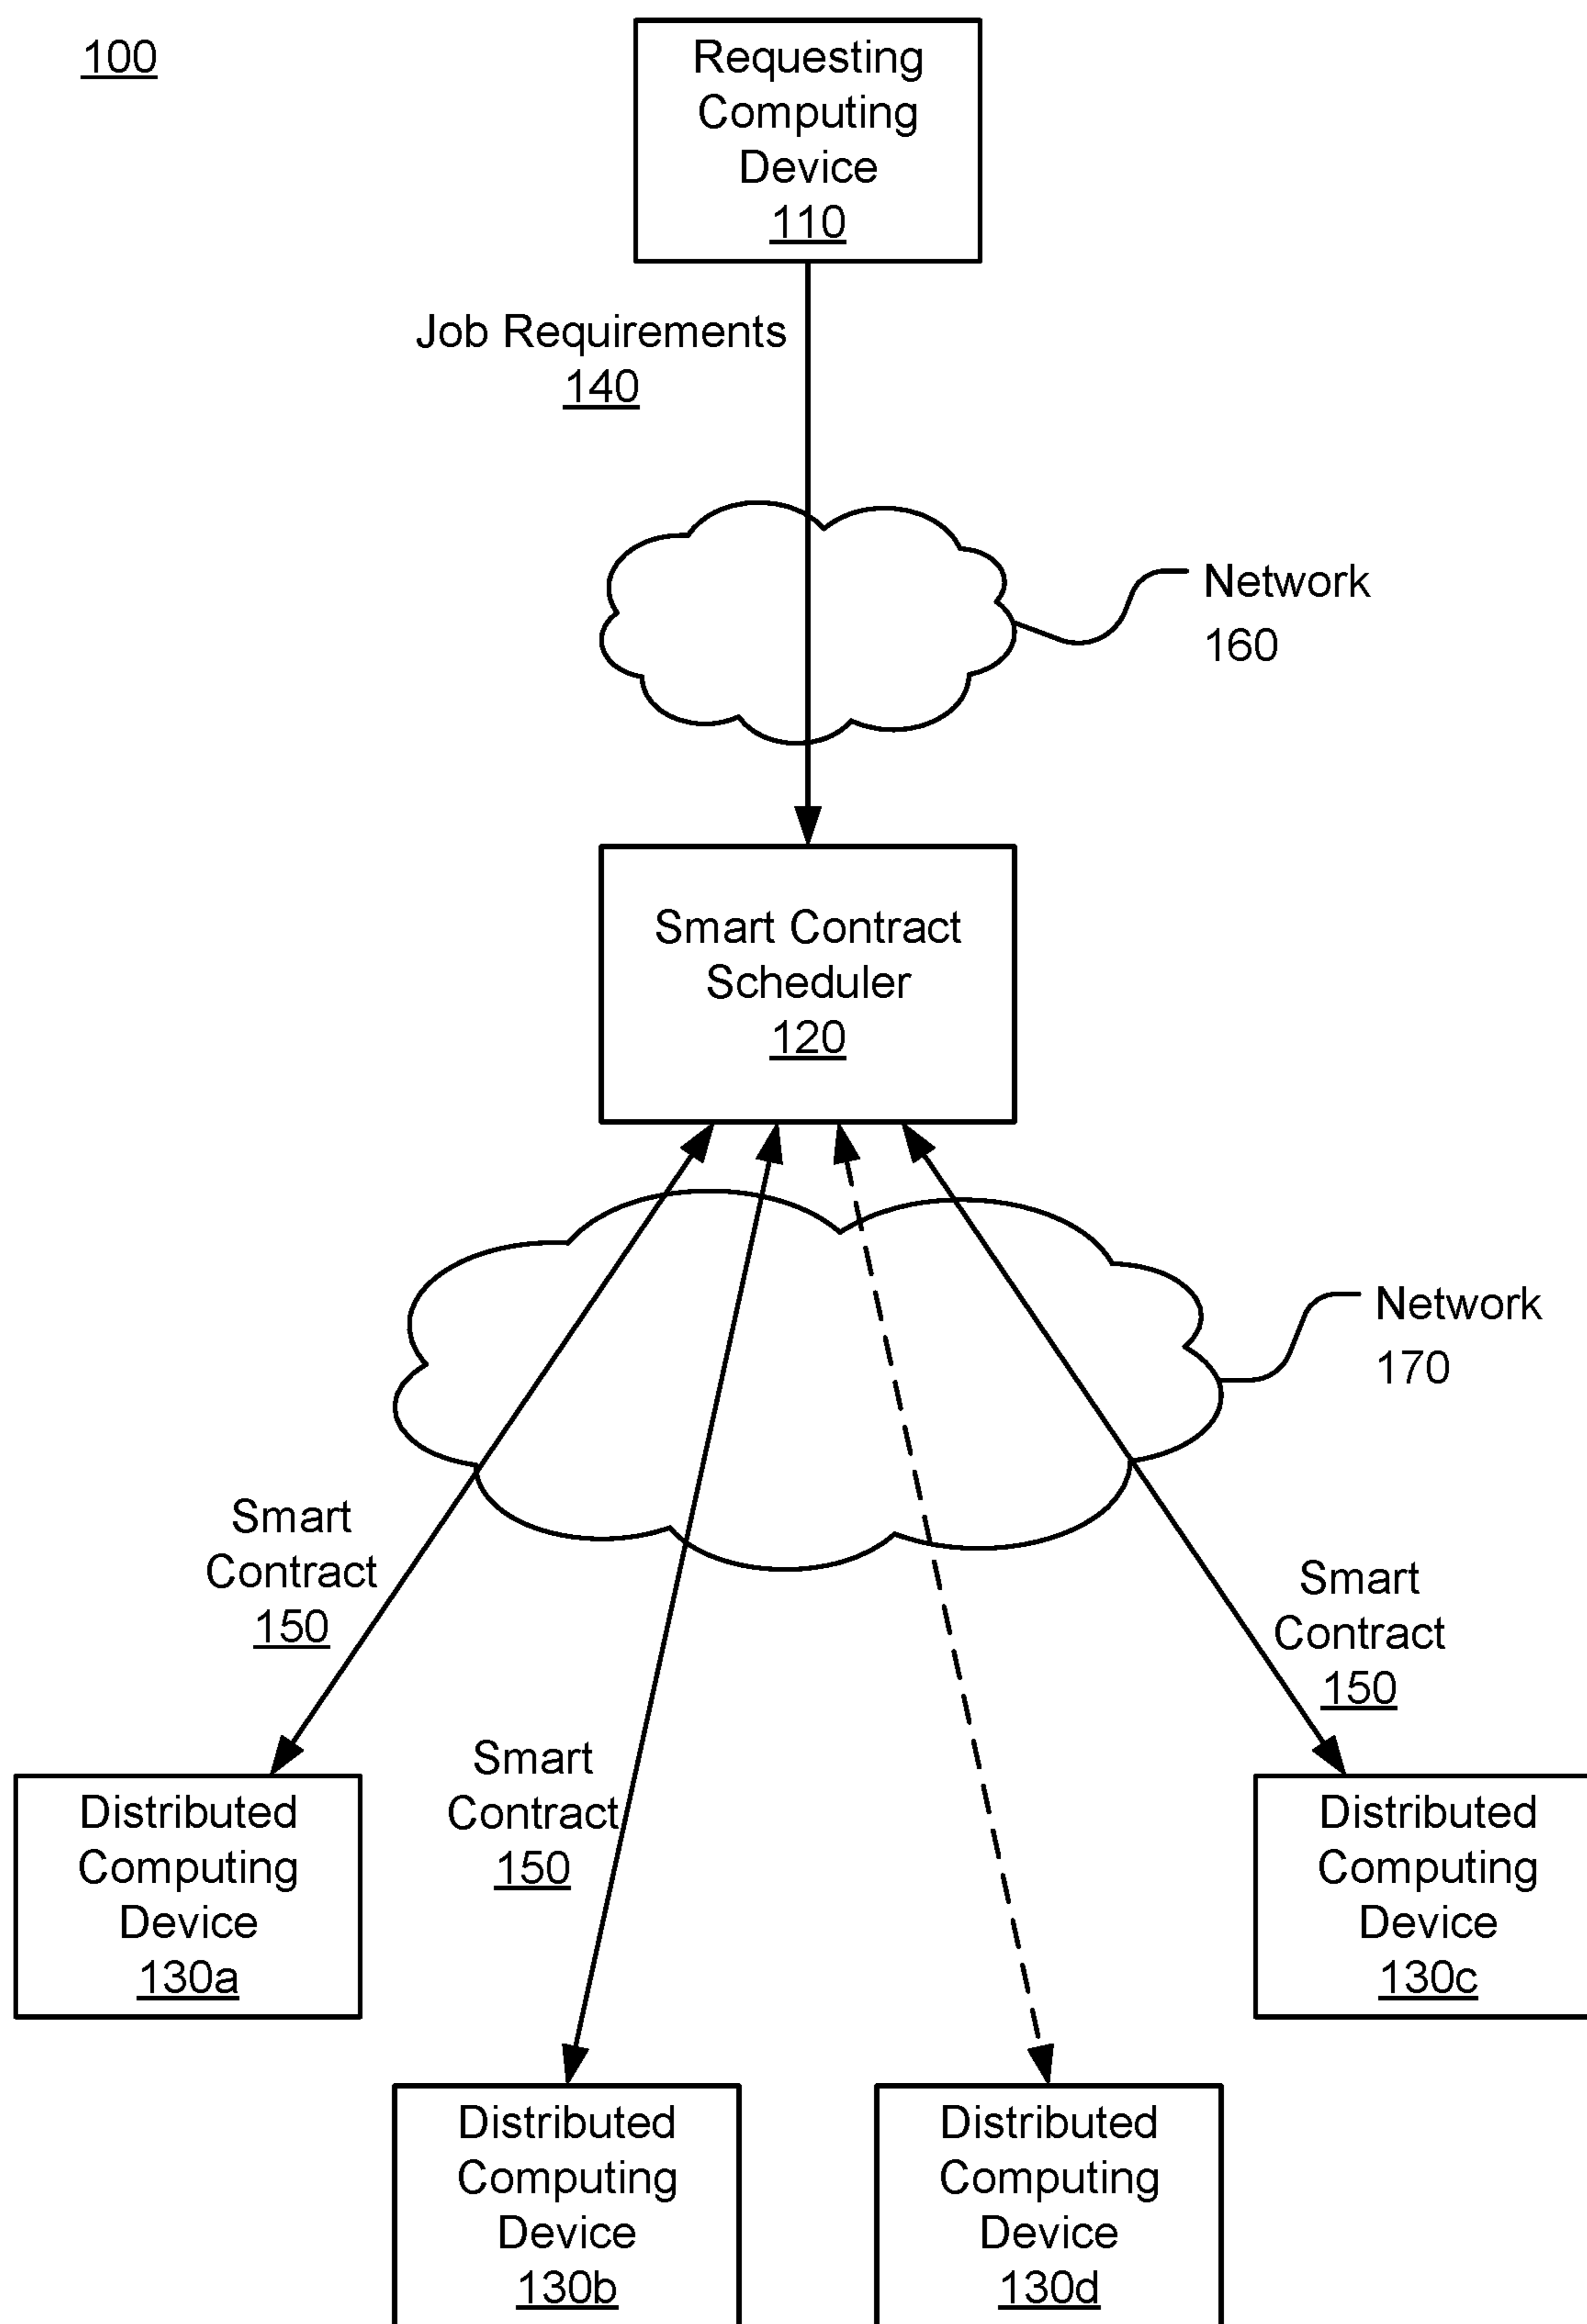 100
Requesting
Computing
Device
110
Job Requirements
140
Network
160
Smart Contract
Scheduler
120
Network
170
Smart
Contract
150
Smart
Contract
150
Smart
Contract
150
Distributed
Computing
Device
130a
Distributed
Computing
Device
130c
Distributed
Computing
Device
130b
Distributed
Computing
Device
130d